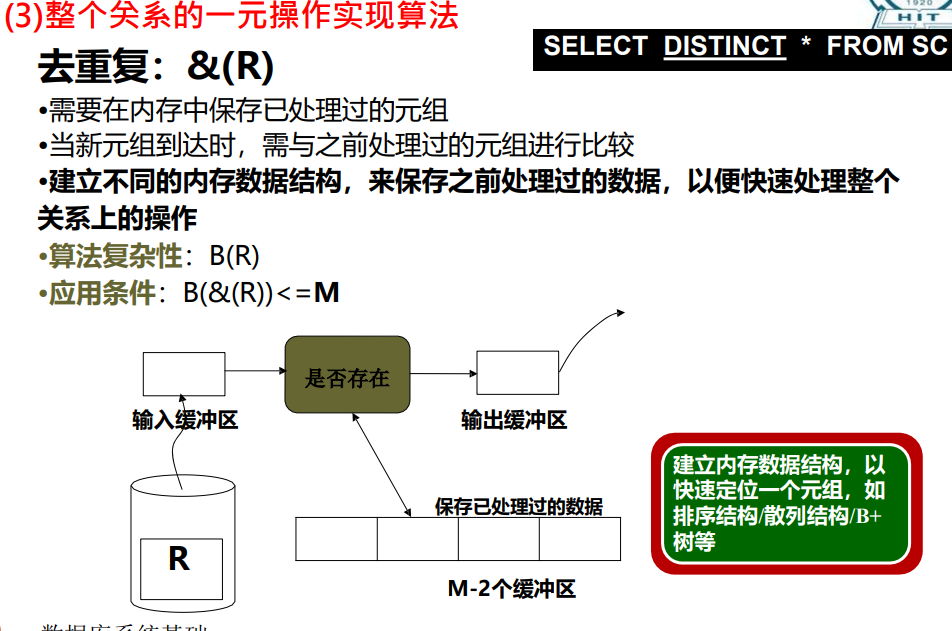 (3)整个关系的一元操作实现算法
1920
HIT
SELECT DISTINCT * FROM SC
去重复：&(R)
•需要在内存中保存已处理过的元组
•当新元组到达时，需与之前处理过的元组进行比较
•建立不同的内存数据结构，来保存之前处理过的数据，以便快速处理整个
关系上的操作
•算法复杂性：B(R)
•应用条件：B(&(R))<=M
是否存在
输入缓冲区
输出缓冲区
建立内存数据结构，以
快速定位一个元组，如
排序结构/散列结构/B+
树等
保存已处理过的数据
R
M-2个缓冲区
数据库系统基础